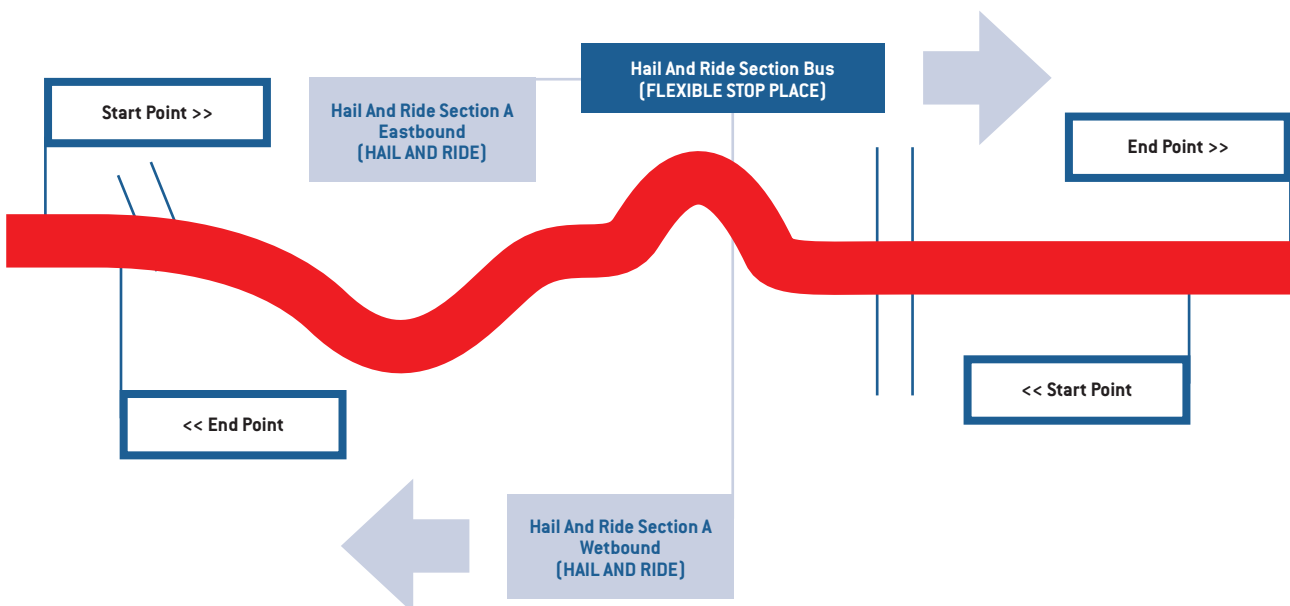 Hail And Ride Section Bus
(FLEXIBLE STOP PLACE)
Start Point >>
Hail And Ride Section A
Eastbound
(HAIL AND RIDE)
End Point >>
<< End Point
<< Start Point
Hail And Ride Section A
Wetbound
(HAIL AND RIDE)